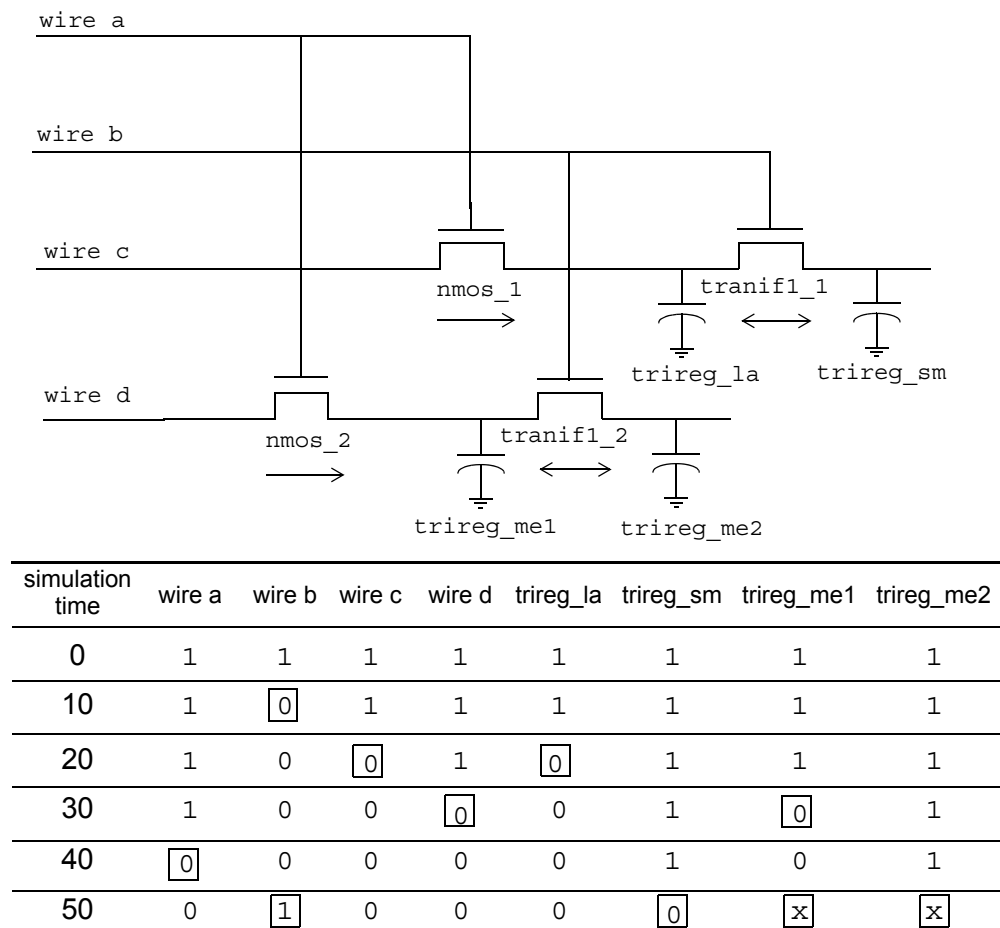 wire a
wire b
wire c
nmos_1
tranif1_1
trireg_la
trireg_sm
wire d
nmos_2
tranif1_2
trireg_me1
trireg_me2
simulation time wire a wire b wire c wire d trireg_la trireg_sm trireg_me1 trireg_me2
0 1 1 1 1 1 1 1 1
10 1 0 1 1 1 1 1 1
20 1 0 0 1 0 1 1 1
30 1 0 0 0 0 1 0 1
40 0 0 0 0 0 1 0 1
50 0 1 0 0 0 0 x x